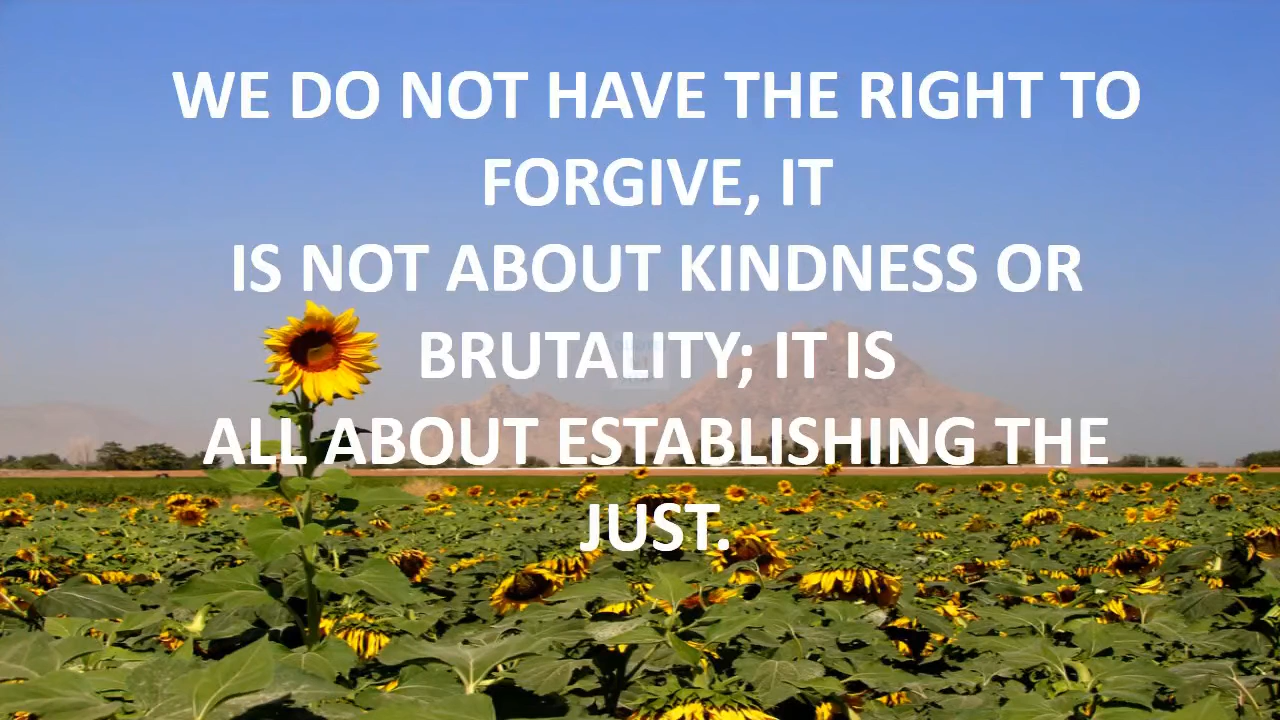 WE DO NOT HAVE THE RIGHT TO
FORGIVE, IT
IS NOT ABOUT KINDNESS OR
BRUTALITY; IT IS
ALL ABOUT ESTABLISHING THE
JUST.